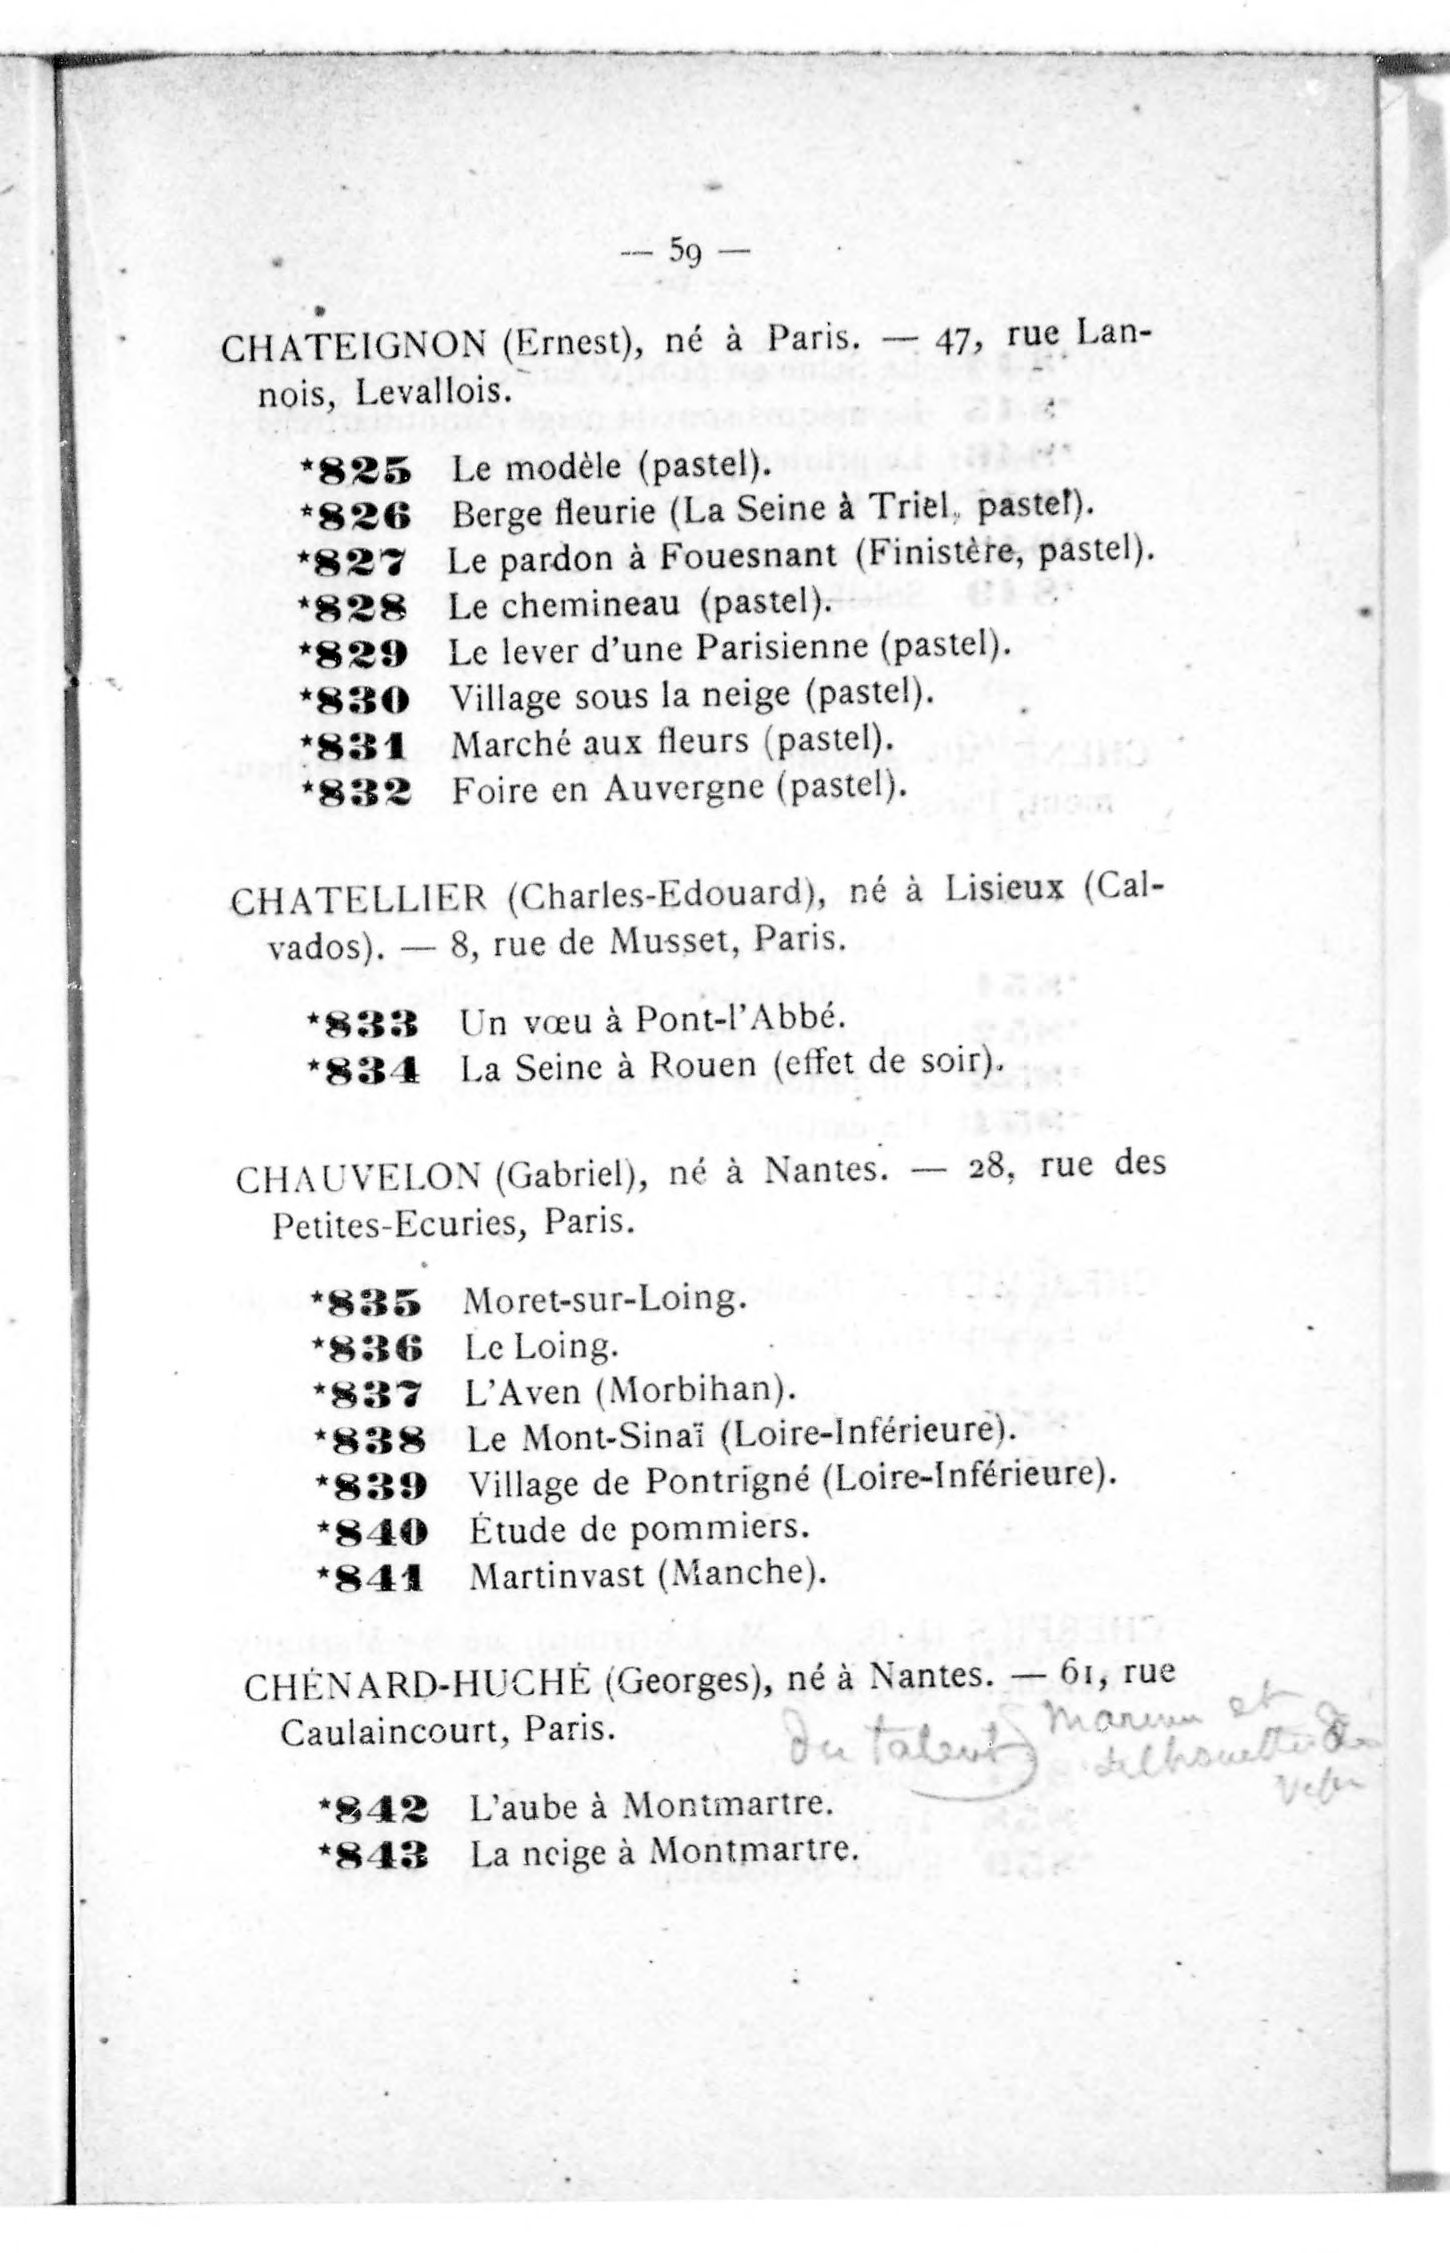 — 59 —
CHATEIGNON (Ernest), né à Paris. — 47, rue Lan-
nois, Levallois.
*825 Le modèle (pastel).
*826 Berge fleurie (La Seine à Triel, pastel).
*827 Le pardon à Fouesnant (Finistère, pastel).
*828 Le chemineau (pastel).
*829 Le lever d'une Parisienne (pastel).
*830 Village sous la neige (pastel).
*831 Marché aux fleurs (pastel).
*832 Foire en Auvergne (pastel).
CHATELLIER (Charles-Edouard), né à Lisieux (Cal-
vados). — 8, rue de Musset, Paris.
*833 Un vœu à Pont-l'Abbé.
*834 La Seine à Rouen (effet de soir).
CHAUVELON (Gabriel), né à Nantes. — 28, rue des
Petites-Ecuries, Paris.
*835 Moret-sur-Loing.
*836 Le Loing.
*837 L'Aven (Morbihan).
*838 Le Mont-Sinaï (Loire-Inférieure).
*839 Village de Pontrigné (Loire-Inférieure).
*840 Étude de pommiers.
*841 Martinvast (Manche).
CHÉNARD-HUCHÉ (Georges), né à Nantes. — 61, rue
Caulaincourt, Paris.
du talent
et
*842 L'aube à Montmartre.
*843 La neige à Montmartre.